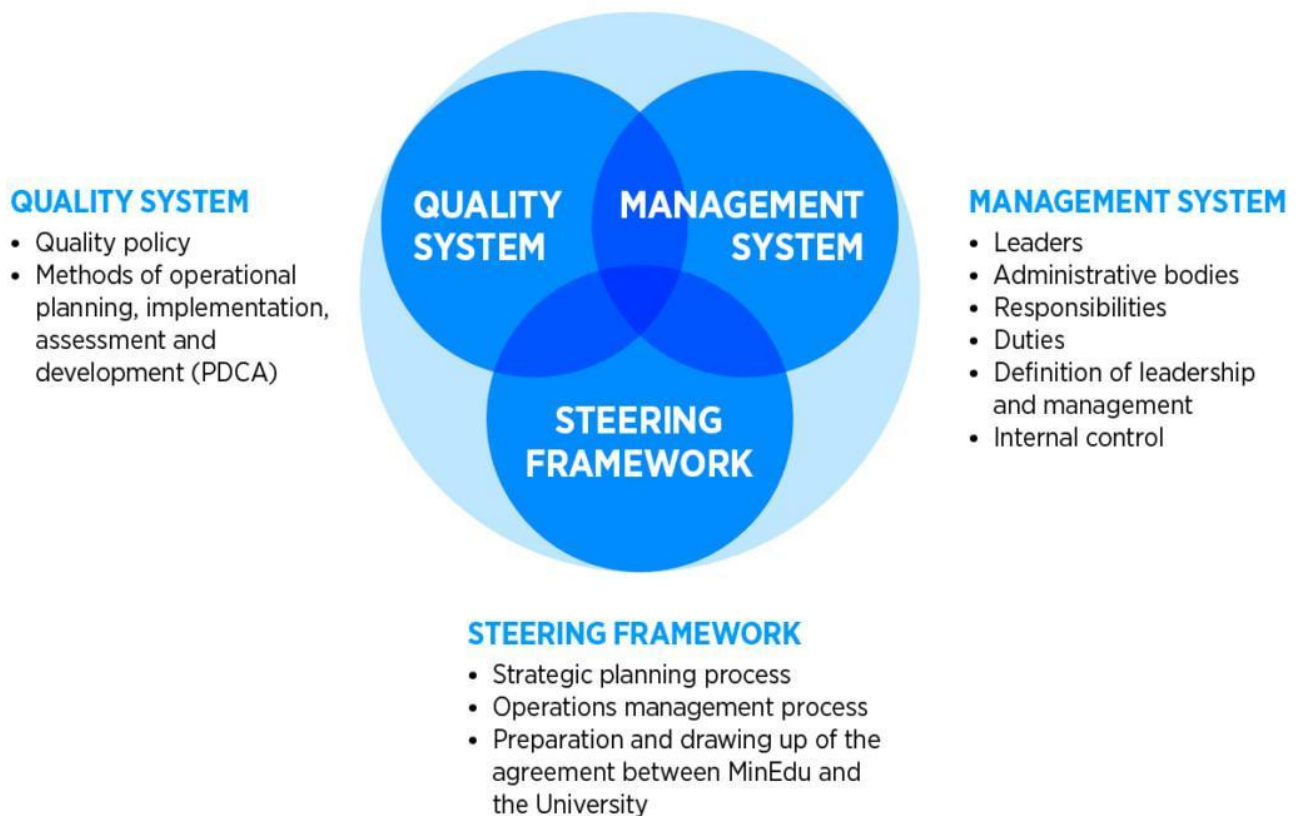 QUALITY
SYSTEM
MANAGEMENT
SYSTEM
STEERING
FRAMEWORK
QUALITY SYSTEM
• Quality policy
• Methods of operational
planning, implementation,
assessment and
development (PDCA)
MANAGEMENT SYSTEM
• Leaders
• Administrative bodies
• Responsibilities
• Duties
• Definition of leadership
and management
• Internal control
STEERING FRAMEWORK
• Strategic planning process
• Operations management process
• Preparation and drawing up of the
agreement between MinEdu and
the University